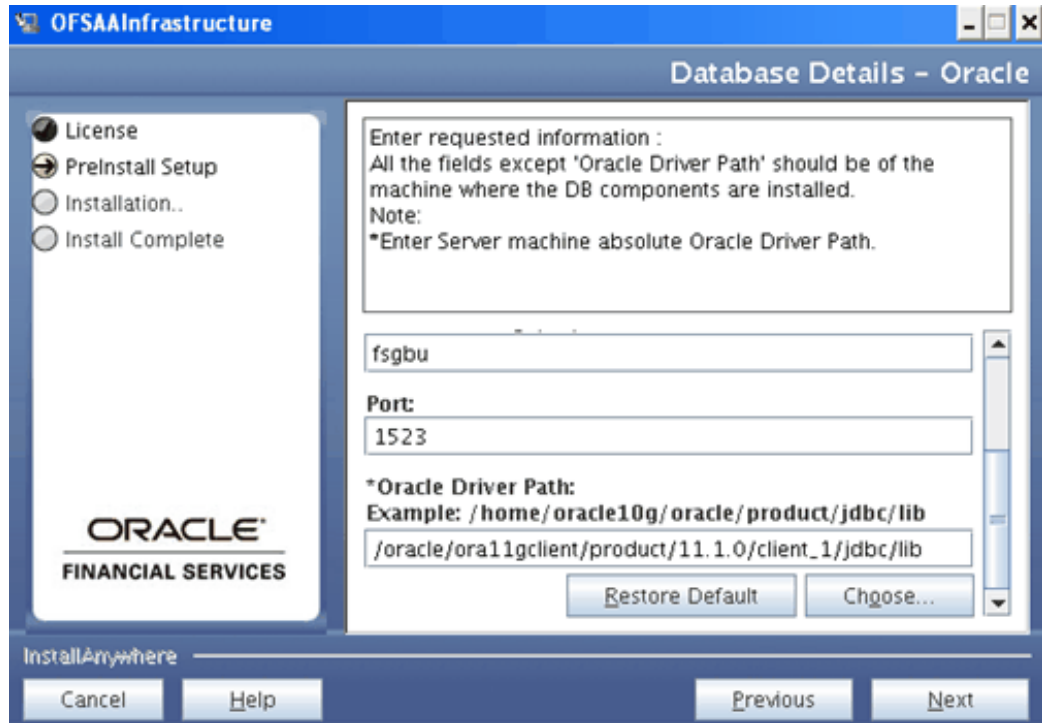 OFSAAInfrastructure
Database Details - Oracle
License
PreInstall Setup
Installation..
Install Complete
ORACLE
FINANCIAL SERVICES
Enter requested information :
All the fields except 'Oracle Driver Path' should be of the
machine where the DB components are installed.
Note:
*Enter Server machine absolute Oracle Driver Path.
fsgbu
Port:
1523
*Oracle Driver Path:
Example: /home/oracle10g/oracle/product/jdbc/lib
/oracle/ora11gclient/product/11.1.0/client_1/jdbc/lib
Restore Default
Choose...
InstallAnywhere
Cancel
Help
Previous
Next